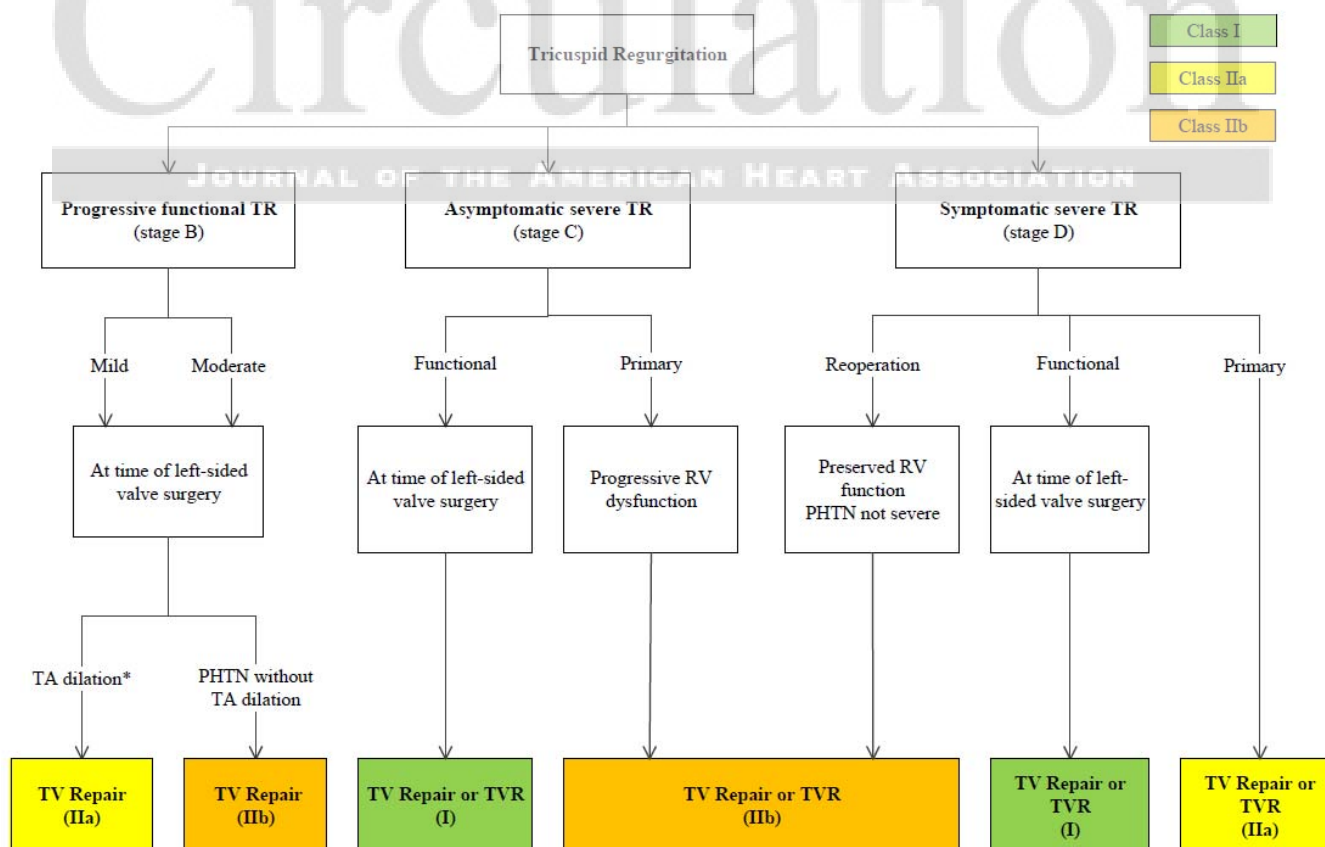 Circulation
JOURNAL OF THE AMERICAN HEART ASSOCIATION
Tricuspid Regurgitation
Class I
Class IIa
Class IIb
Progressive functional TR
(stage B)
Asymptomatic severe TR
(stage C)
Symptomatic severe TR
(stage D)
Mild
Moderate
Functional
Primary
Reoperation
Functional
Primary
At time of left-sided
valve surgery
At time of left-sided
valve surgery
Progressive RV
dysfunction
Preserved RV
function
PHTN not severe
At time of left-
sided valve surgery
TA dilation*
PHTN without
TA dilation
TV Repair
(IIa)
TV Repair
(IIb)
TV Repair or TVR
(I)
TV Repair or TVR
(IIb)
TV Repair or
TVR
(I)
TV Repair or
TVR
(IIa)